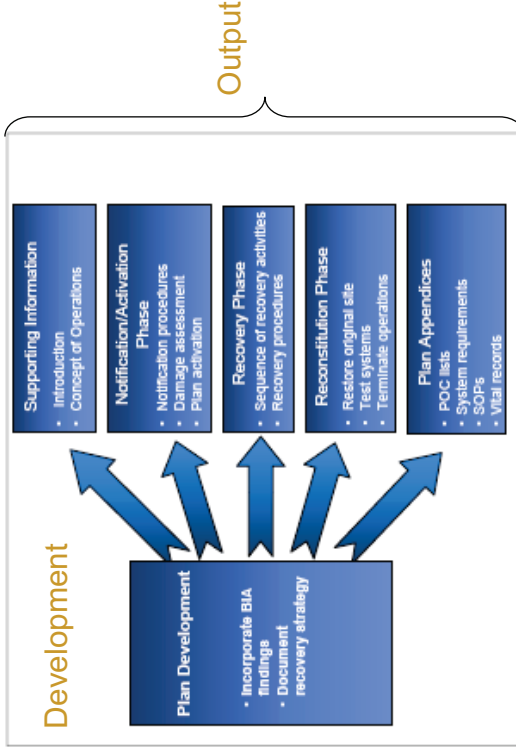 Development
Plan Development
• Incorporate BIA
findings
• Document
recovery strategy
Supporting Information
• Introduction
• Concept of Operations
Notification/Activation
Phase
• Notification procedures
• Damage assessment
• Plan activation
Recovery Phase
• Sequence of recovery activities
• Recovery procedures
Reconstitution Phase
• Restore original site
• Test systems
• Terminate operations
Plan Appendices
• POC lists
• System requirements
• SOPs
• Vital records
Output